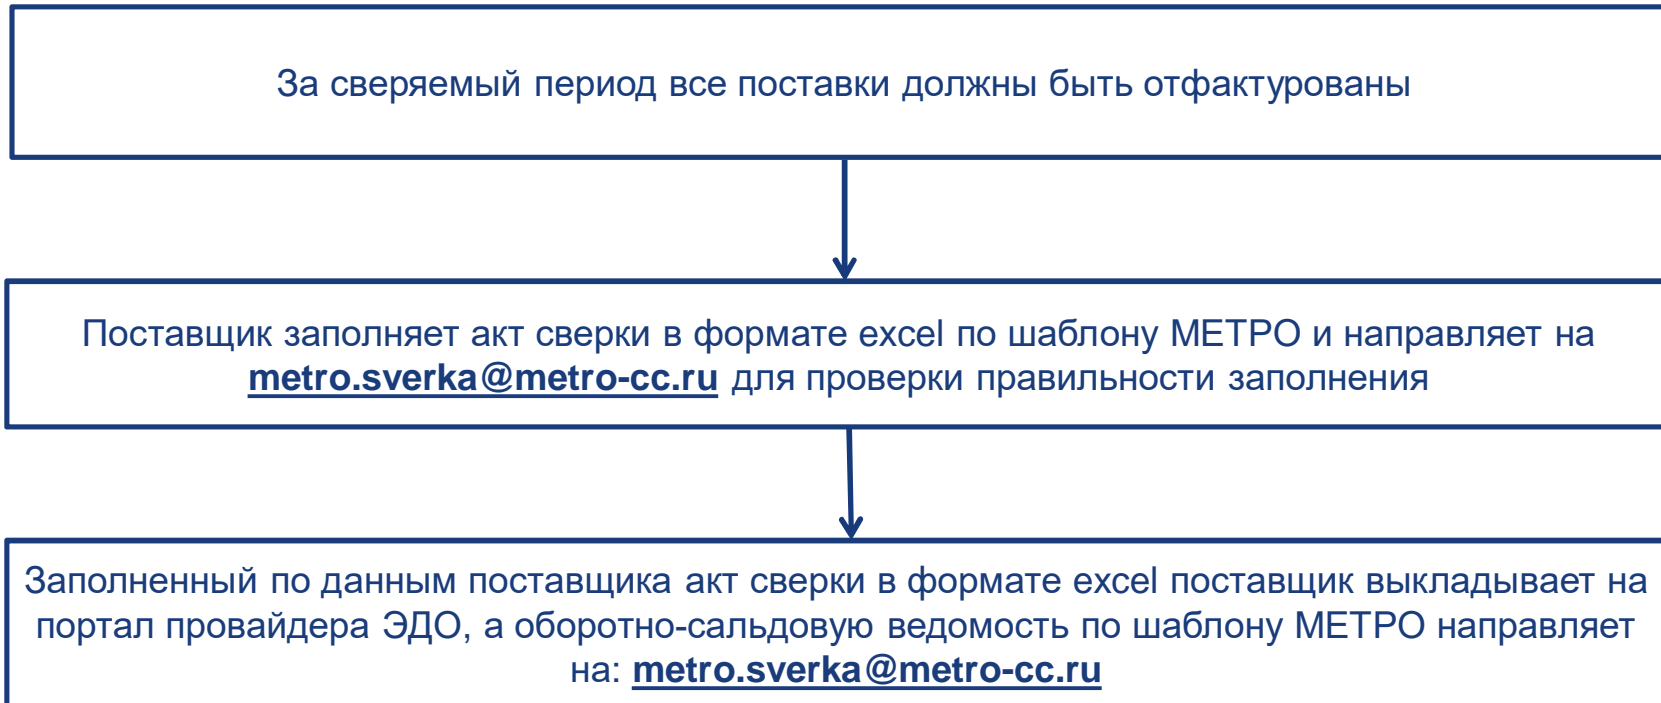 За сверяемый период все поставки должны быть отфактурованы
Поставщик заполняет акт сверки в формате excel по шаблону МЕТРО и направляет на
metro.sverka@metro-cc.ru для проверки правильности заполнения
Заполненный по данным поставщика акт сверки в формате excel поставщик выкладывает на
портал провайдера ЭДО, а оборотно-сальдовую ведомость по шаблону МЕТРО направляет
на: metro.sverka@metro-cc.ru